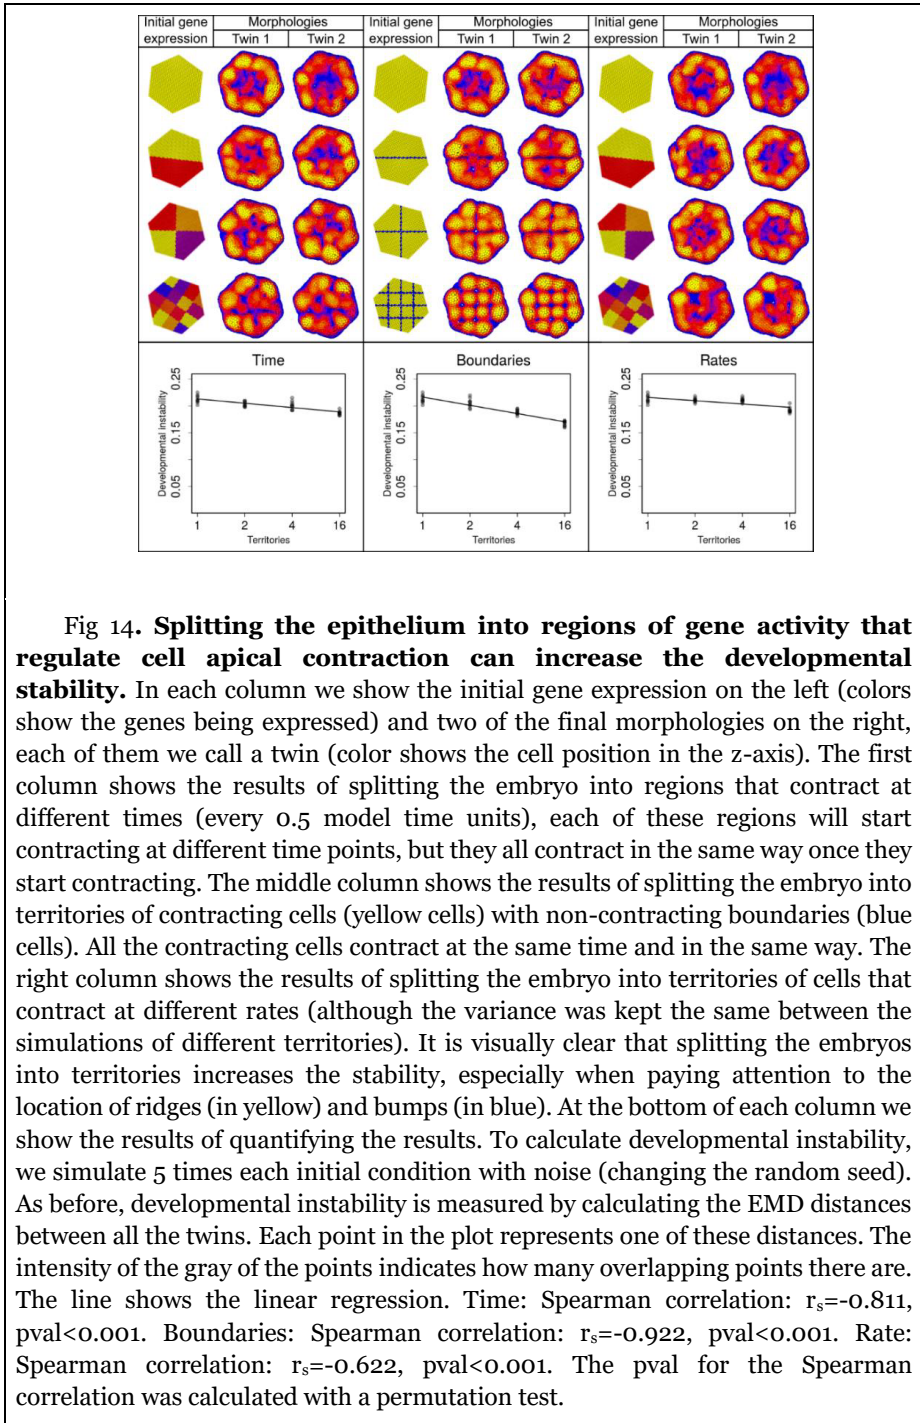 Initial gene expression Morphologies Initial gene expression Morphologies Initial gene expression Morphologies
Twin 1 Twin 2 Twin 1 Twin 2 Twin 1 Twin 2
Time
Developmental instability
0.25
0.15
0.05
1 2 4 16
Territories
Boundaries
Developmental instability
0.25
0.15
0.05
1 2 4 16
Territories
Rates
Developmental instability
0.25
0.15
0.05
1 2 4 16
Territories
Fig 14. Splitting the epithelium into regions of gene activity that
regulate cell apical contraction can increase the developmental
stability. In each column we show the initial gene expression on the left (colors
show the genes being expressed) and two of the final morphologies on the right,
each of them we call a twin (color shows the cell position in the z-axis). The first
column shows the results of splitting the embryo into regions that contract at
different times (every 0.5 model time units), each of these regions will start
contracting at different time points, but they all contract in the same way once they
start contracting. The middle column shows the results of splitting the embryo into
territories of contracting cells (yellow cells) with non-contracting boundaries (blue
cells). All the contracting cells contract at the same time and in the same way. The
right column shows the results of splitting the embryo into territories of cells that
contract at different rates (although the variance was kept the same between the
simulations of different territories). It is visually clear that splitting the embryos
into territories increases the stability, especially when paying attention to the
location of ridges (in yellow) and bumps (in blue). At the bottom of each column we
show the results of quantifying the results. To calculate developmental instability,
we simulate 5 times each initial condition with noise (changing the random seed).
As before, developmental instability is measured by calculating the EMD distances
between all the twins. Each point in the plot represents one of these distances. The
intensity of the gray of the points indicates how many overlapping points there are.
The line shows the linear regression. Time: Spearman correlation: rs=-0.811,
pval<0.001. Boundaries: Spearman correlation: rs=-0.922, pval<0.001. Rate:
Spearman correlation: rs=-0.622, pval<0.001. The pval for the Spearman
correlation was calculated with a permutation test.